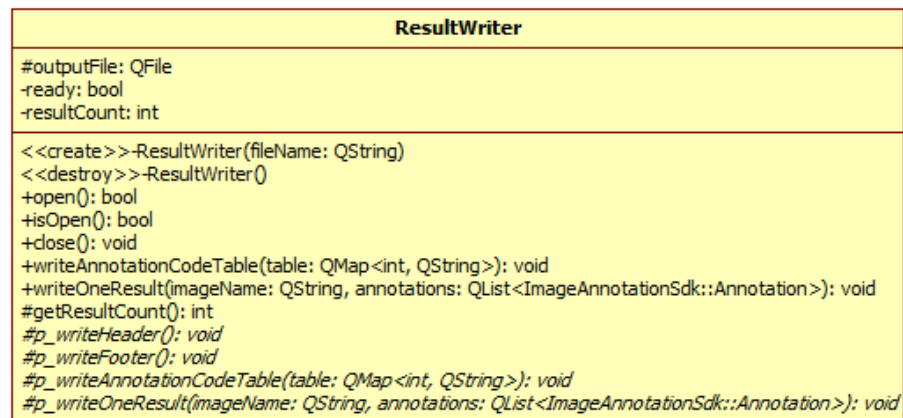 ResultWriter
#outputFile: QFile
-ready: bool
-resultCount: int
<<create>>-ResultWriter(fileName: QString)
<<destroy>>-ResultWriter()
+open(): bool
+isOpen(): bool
+close(): void
+writeAnnotationCodeTable(table: QMap<int, QString>): void
+writeOneResult(imageName: QString, annotations: QList<ImageAnnotationSdk::Annotation>): void
#getResultCount(): int
#p_writeHeader(): void
#p_writeFooter(): void
#p_writeAnnotationCodeTable(table: QMap<int, QString>): void
#p_writeOneResult(imageName: QString, annotations: QList<ImageAnnotationSdk::Annotation>): void